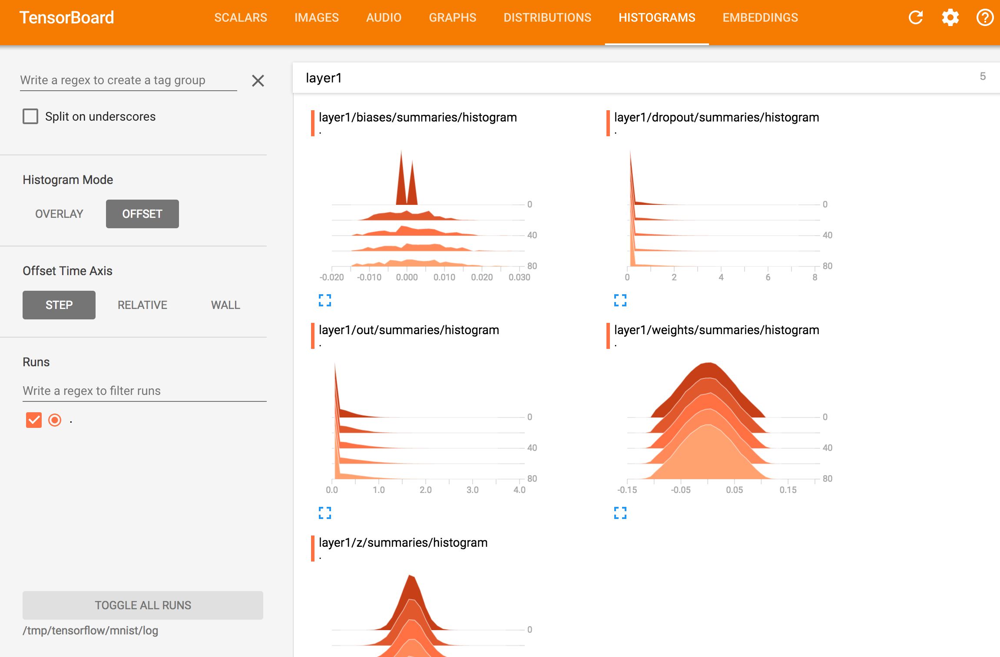 TensorBoard
SCALARS IMAGES AUDIO GRAPHS DISTRIBUTIONS HISTOGRAMS EMBEDDINGS
Write a regex to create a tag group
Split on underscores
Histogram Mode
OVERLAY OFFSET
Offset Time Axis
STEP RELATIVE WALL
Runs
Write a regex to filter runs
.
TOGGLE ALL RUNS
/tmp/tensorflow/mnist/log
layer1 5
layer1/biases/summaries/histogram
.
0
40
80
-0.020 -0.010 0.000 0.010 0.020 0.030
layer1/dropout/summaries/histogram
.
0
40
80
0 2 4 6 8
layer1/out/summaries/histogram
.
0
40
80
0.0 1.0 2.0 3.0 4.0
layer1/weights/summaries/histogram
.
0
40
80
-0.15 -0.05 0.05 0.15
layer1/z/summaries/histogram
.
0